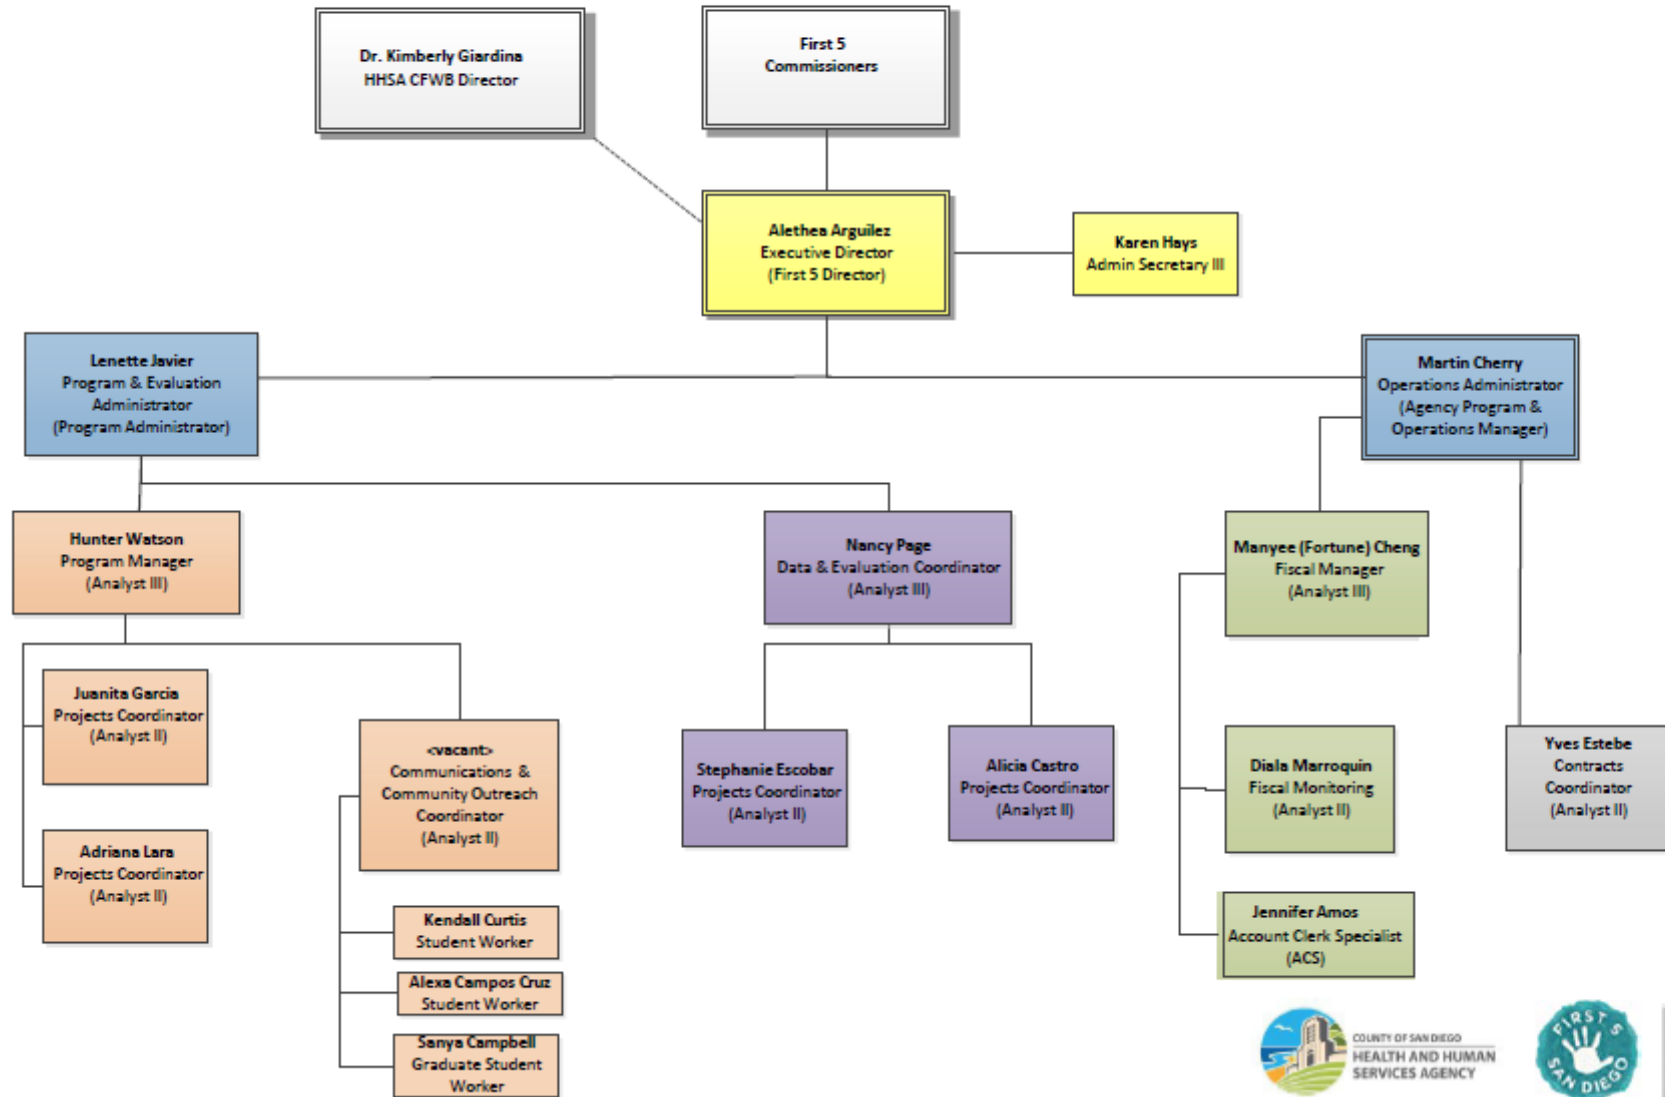 Dr. Kimberly Giardina
HHSA CFWB Director
First 5
Commissioners
Alethea Arguilez
Executive Director
(First 5 Director)
Karen Hays
Admin Secretary III
Lenette Javier
Program & Evaluation
Administrator
(Program Administrator)
Martin Cherry
Operations Administrator
(Agency Program &
Operations Manager)
Hunter Watson
Program Manager
(Analyst III)
Nancy Page
Data & Evaluation Coordinator
(Analyst III)
Manyee (Fortune) Cheng
Fiscal Manager
(Analyst III)
Juanita Garcia
Projects Coordinator
(Analyst II)
<vacant>
Communications &
Community Outreach
Coordinator
(Analyst II)
Stephanie Escobar
Projects Coordinator
(Analyst II)
Alicia Castro
Projects Coordinator
(Analyst II)
Diala Marroquin
Fiscal Monitoring
(Analyst II)
Yves Estebe
Contracts
Coordinator
(Analyst II)
Adriana Lara
Projects Coordinator
(Analyst II)
Kendall Curtis
Student Worker
Alexa Campos Cruz
Student Worker
Sanya Campbell
Graduate Student
Worker
Jennifer Amos
Account Clerk Specialist
(ACS)
COUNTY OF SAN DIEGO
HEALTH AND HUMAN
SERVICES AGENCY
FIRST 5
SAN DIEGO